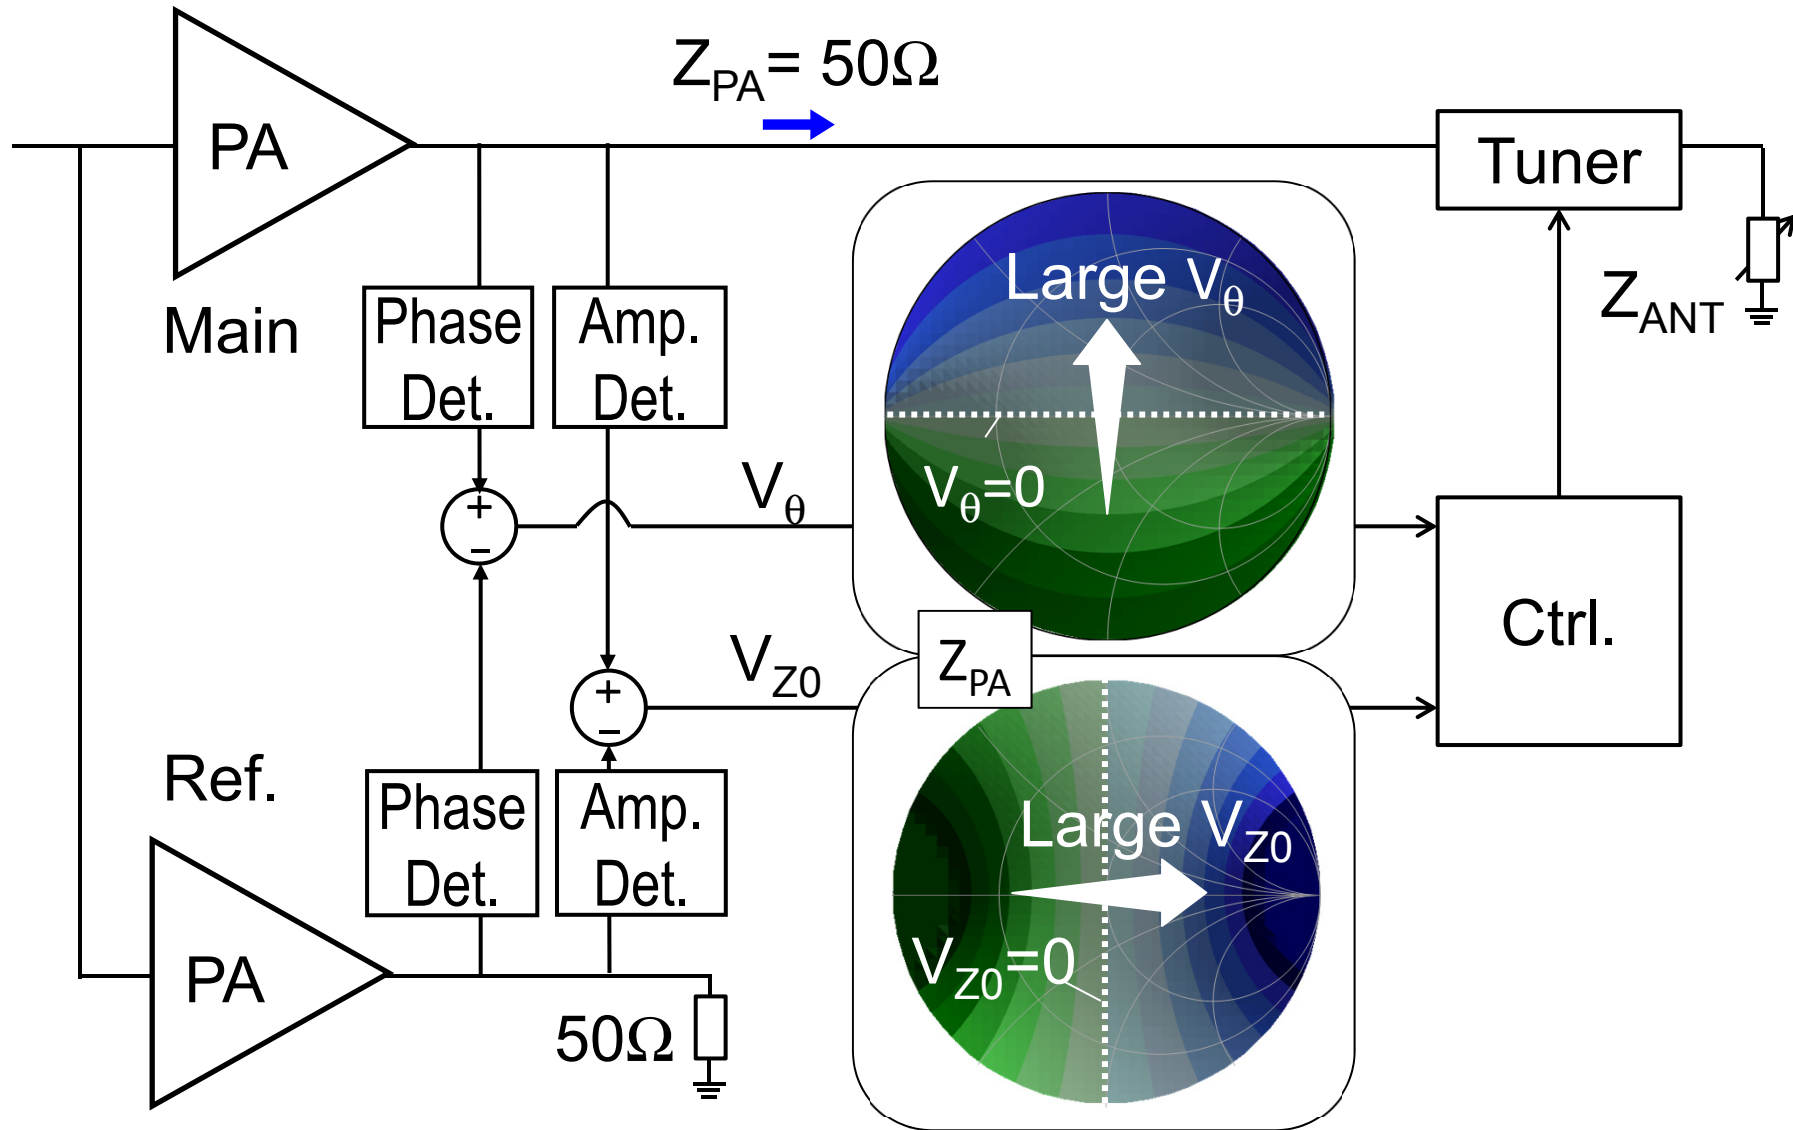 Z_PA= 50Ω
PA
Tuner
Main
Phase
Det.
Amp.
Det.
Large V_θ
Z_ANT
V_θ=0
+
−
V_θ
Ctrl.
V_Z0
Z_PA
+
−
Ref.
Phase
Det.
Amp.
Det.
Large V_Z0
V_Z0=0
PA
50Ω